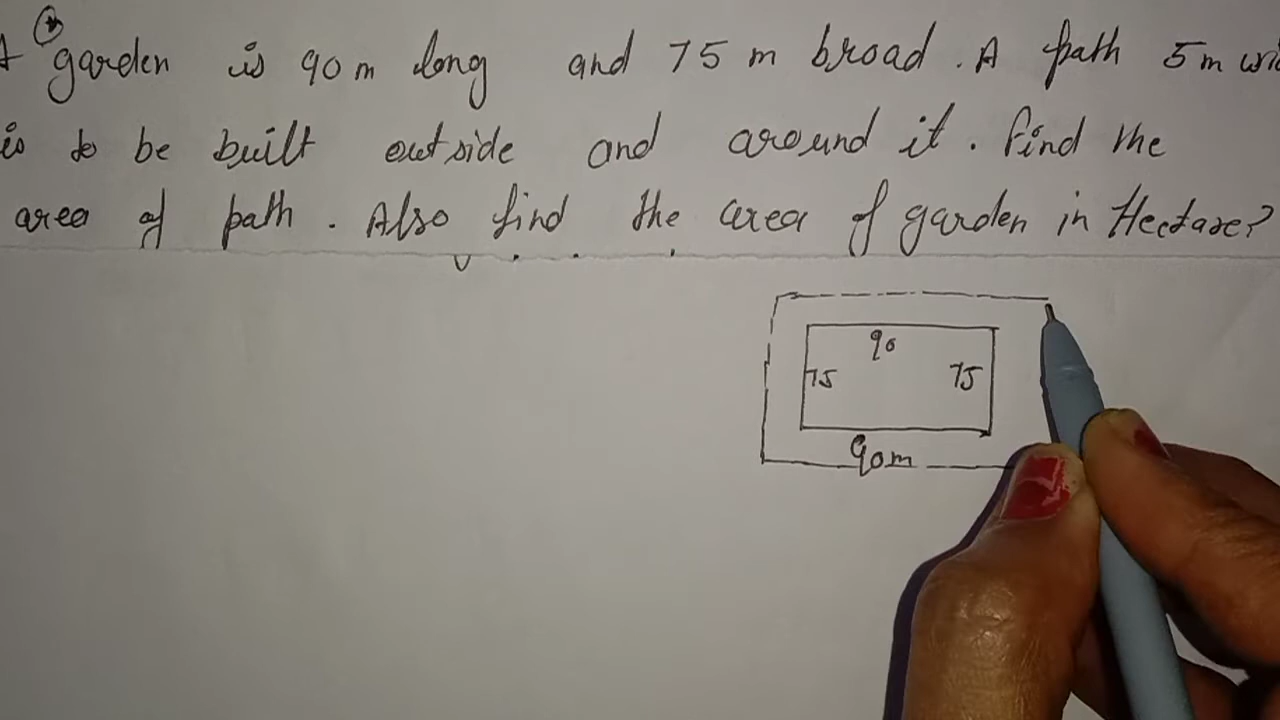 A garden is 90 m long and 75 m broad. A path 5 m
is to be built outside and around it. Find the
area of path. Also find the area of garden in Hectare?
90
75 75
90m